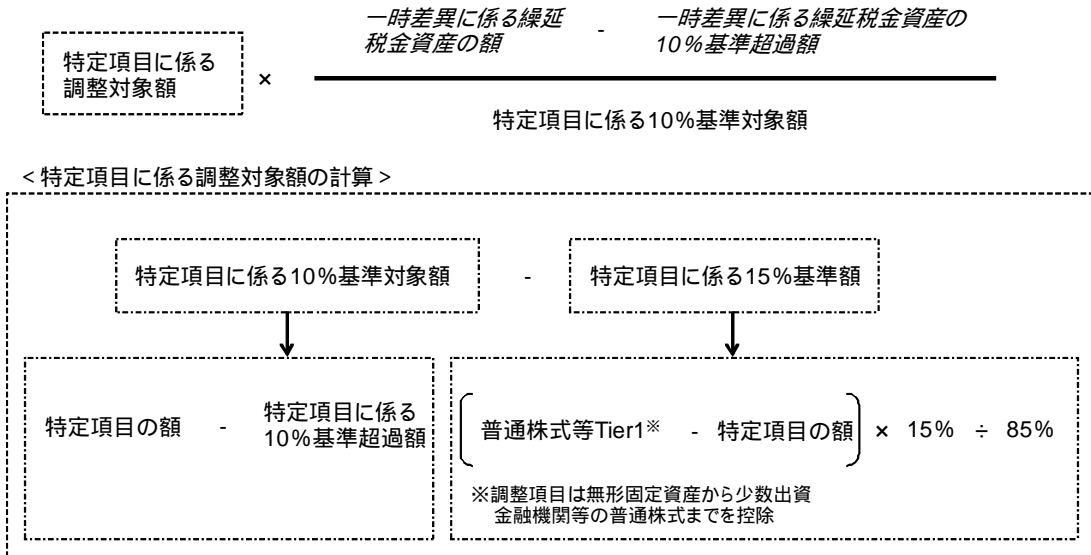 一時差異に係る繰延
税金資産の額
-
一時差異に係る繰延税金資産の
10%基準超過額
特定項目に係る
調整対象額
×
特定項目に係る10%基準対象額
<特定項目に係る調整対象額の計算>
特定項目に係る10%基準対象額 - 特定項目に係る15%基準額
特定項目の額 -
特定項目に係る
10%基準超過額
普通株式等Tier1※ - 特定項目の額 × 15% ÷ 85%
※調整項目は無形固定資産から少数出資
金融機関等の普通株式までを控除